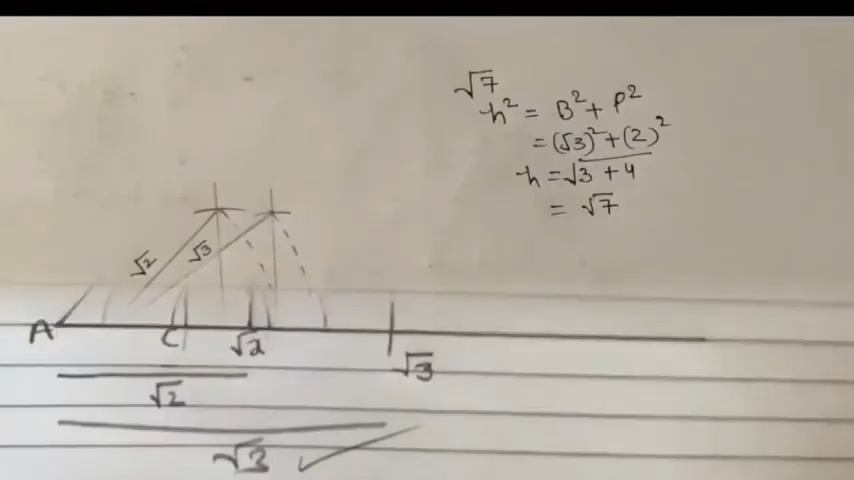 √7
h² = B² + P²
= (√3)² + (2)²
h = √3 + 4
= √7
√2 √3
A C √2 √3
√2
√3